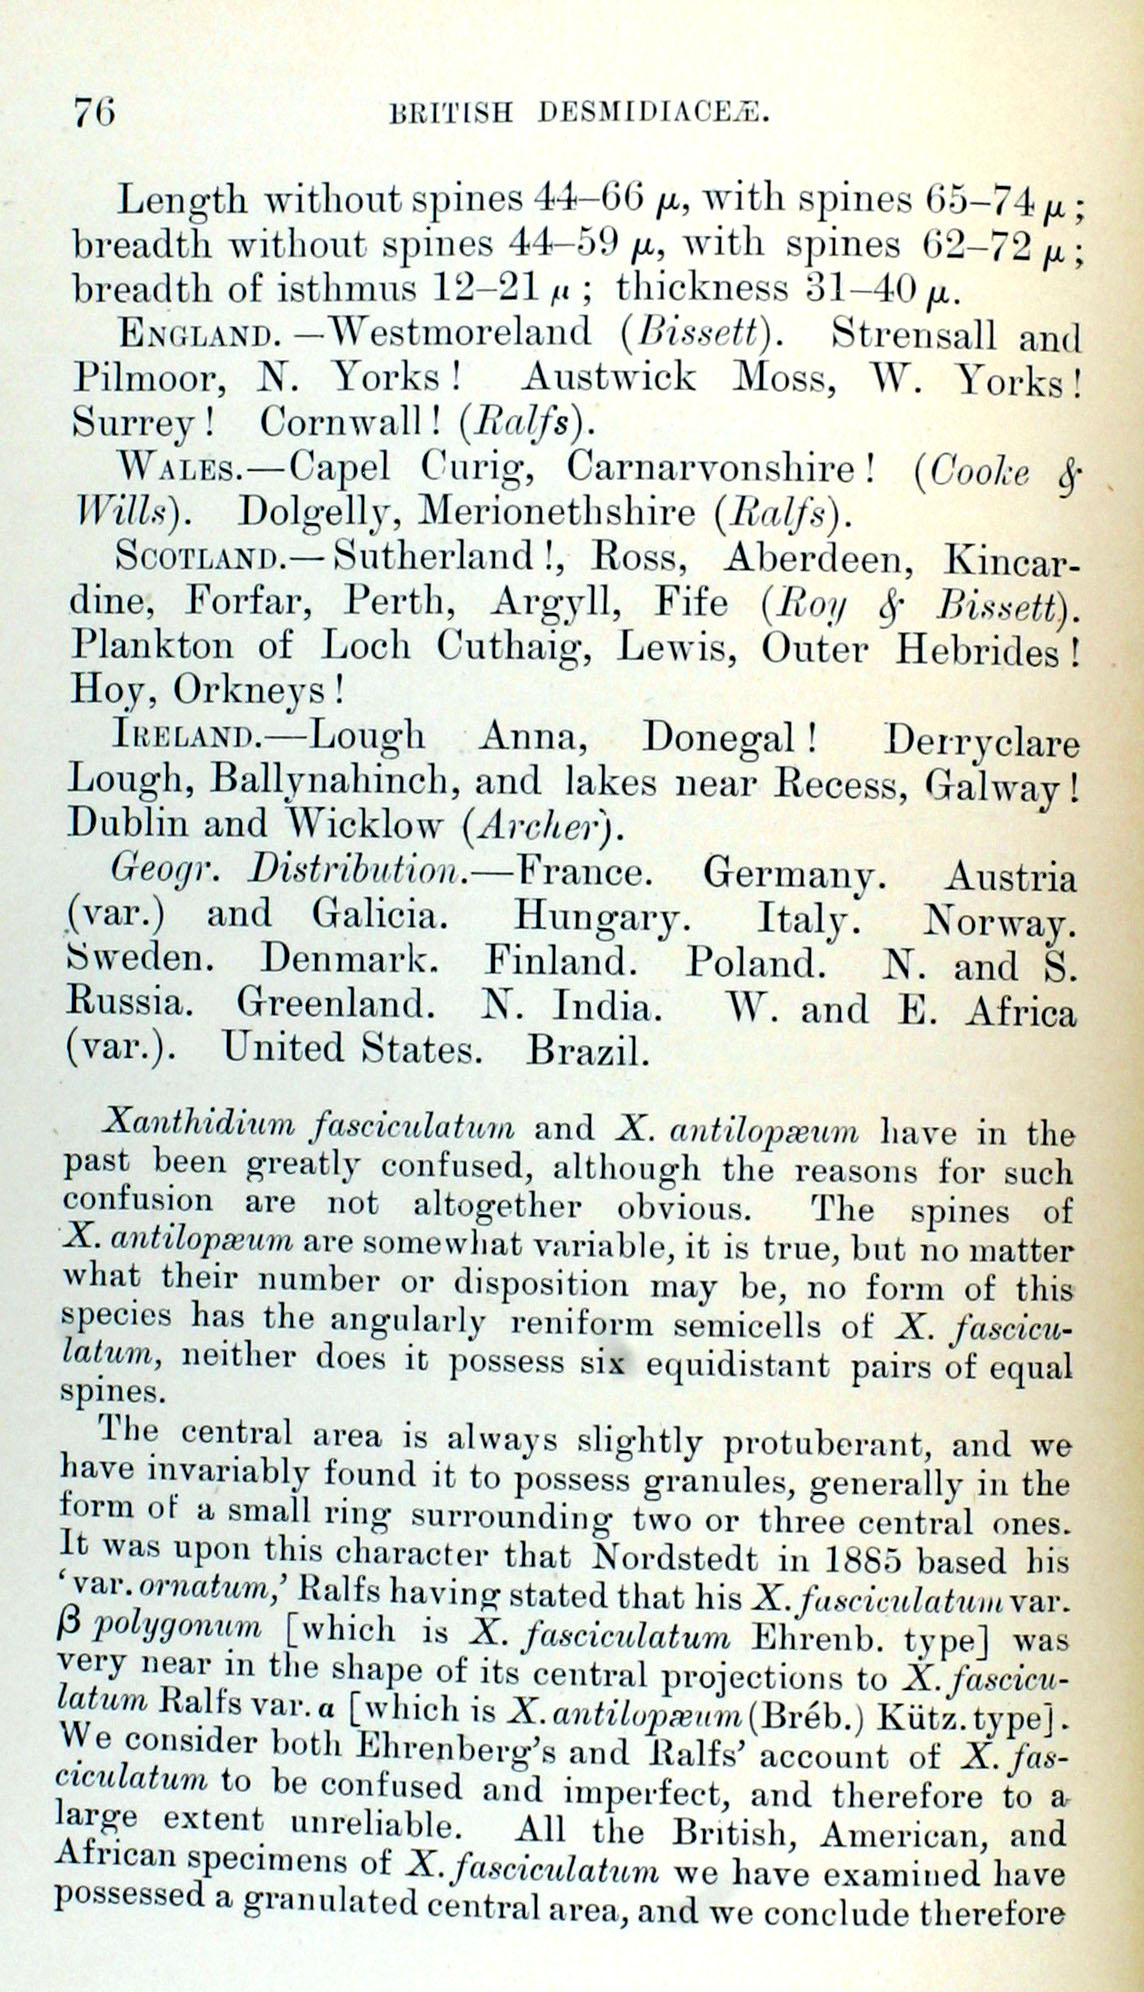 76 BRITISH DESMIDIACEÆ.
Length without spines 44–66 μ, with spines 65–74 μ ;
breadth without spines 44–59 μ, with spines 62–72 μ ;
breadth of isthmus 12–21 μ ; thickness 31–40 μ.
ENGLAND.—Westmoreland (Bissett). Strensall and
Pilmoor, N. Yorks ! Austwick Moss, W. Yorks !
Surrey ! Cornwall ! (Ralfs).
WALES.—Capel Curig, Carnarvonshire ! (Cooke &
Wills). Dolgelly, Merionethshire (Ralfs).
SCOTLAND.—Sutherland !, Ross, Aberdeen, Kincar-
dine, Forfar, Perth, Argyll, Fife (Roy & Bissett).
Plankton of Loch Cuthaig, Lewis, Outer Hebrides !
Hoy, Orkneys !
IRELAND.—Lough Anna, Donegal ! Derryclare
Lough, Ballynahinch, and lakes near Recess, Galway !
Dublin and Wicklow (Archer).
Geogr. Distribution.—France. Germany. Austria
(var.) and Galicia. Hungary. Italy. Norway.
Sweden. Denmark. Finland. Poland. N. and S.
Russia. Greenland. N. India. W. and E. Africa
(var.). United States. Brazil.
Xanthidium fasciculatum and X. antilopæum have in the
past been greatly confused, although the reasons for such
confusion are not altogether obvious. The spines of
X. antilopæum are somewhat variable, it is true, but no matter
what their number or disposition may be, no form of this
species has the angularly reniform semicells of X. fascicu-
latum, neither does it possess six equidistant pairs of equal
spines.
The central area is always slightly protuberant, and we
have invariably found it to possess granules, generally in the
form of a small ring surrounding two or three central ones.
It was upon this character that Nordstedt in 1885 based his
‘var. ornatum,’ Ralfs having stated that his X. fasciculatum var.
β polygonum [which is X. fasciculatum Ehrenb. type] was
very near in the shape of its central projections to X. fascicu-
latum Ralfs var. α [which is X. antilopæum (Bréb.) Kütz. type].
We consider both Ehrenberg’s and Ralfs’ account of X. fas-
ciculatum to be confused and imperfect, and therefore to a
large extent unreliable. All the British, American, and
African specimens of X. fasciculatum we have examined have
possessed a granulated central area, and we conclude therefore